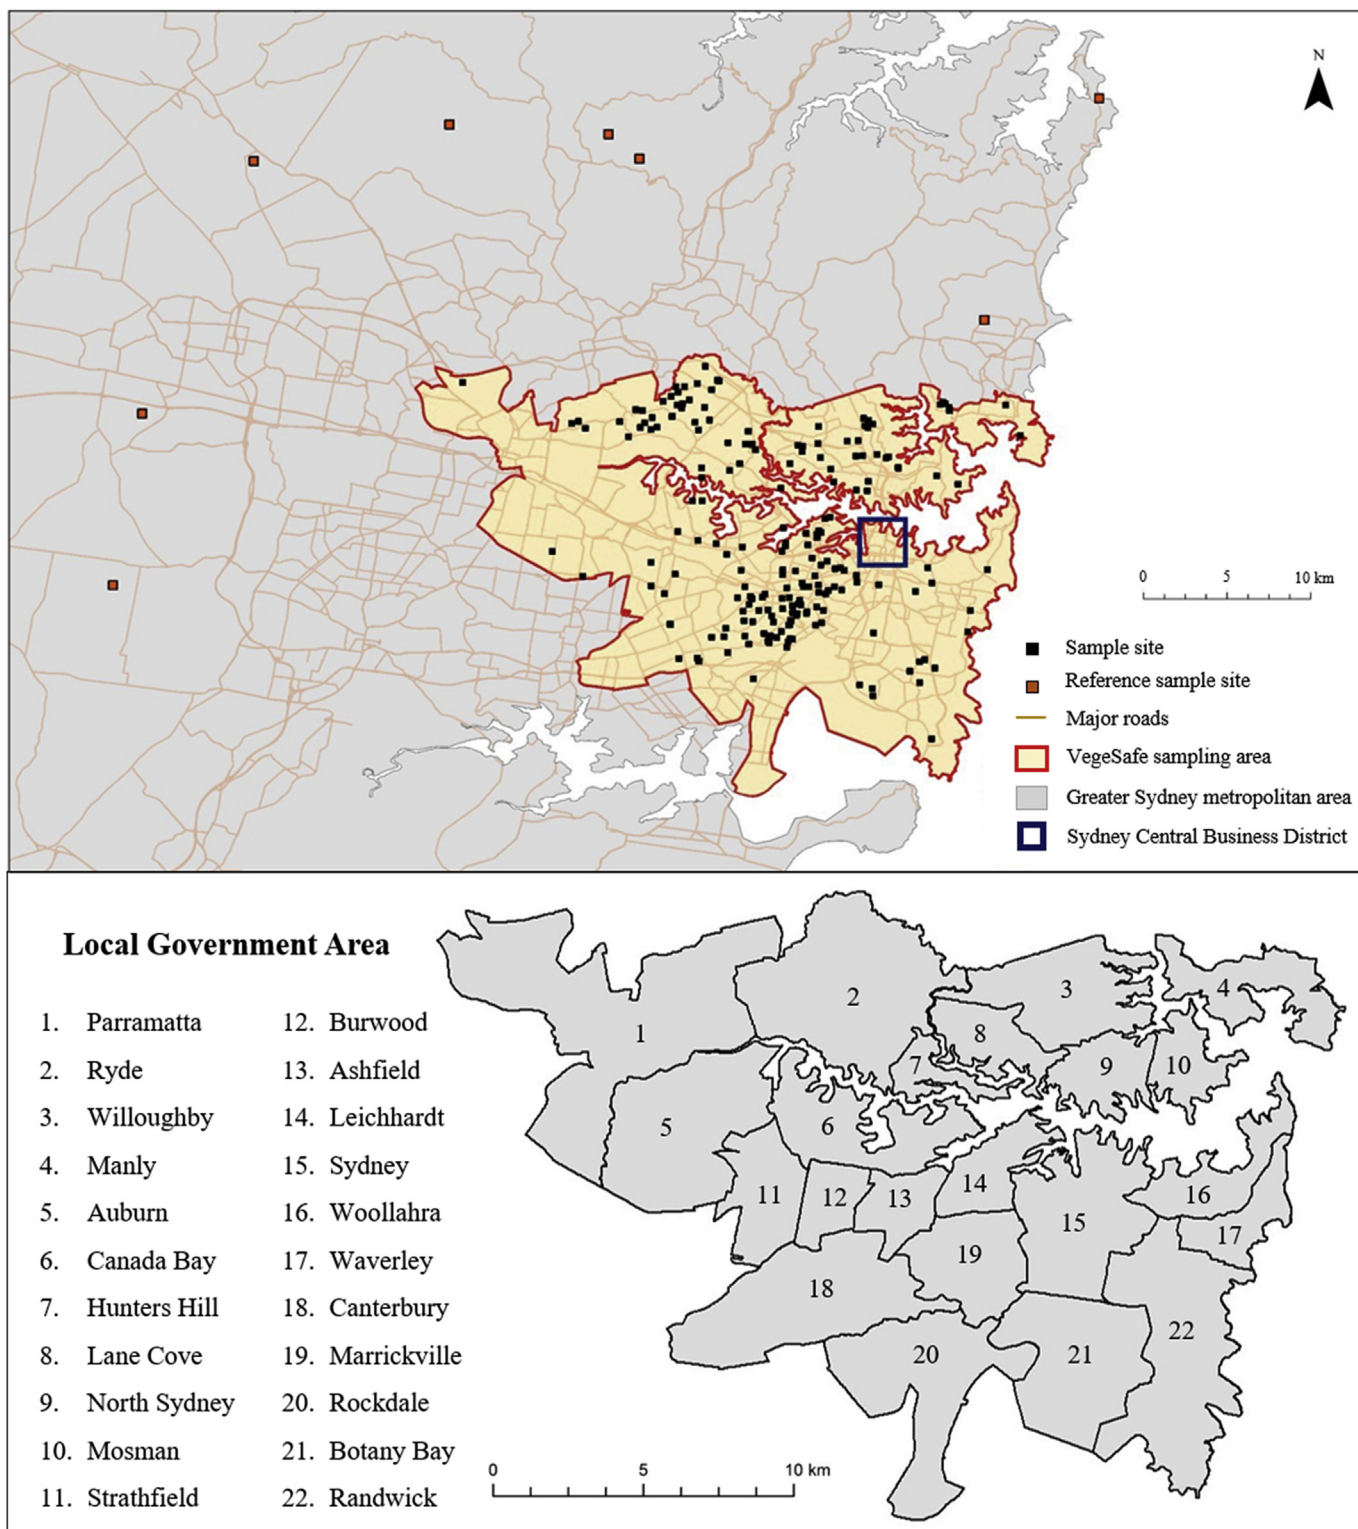 N
0 5 10 km
Sample site
Reference sample site
Major roads
VegeSafe sampling area
Greater Sydney metropolitan area
Sydney Central Business District
Local Government Area
1. Parramatta
2. Ryde
3. Willoughby
4. Manly
5. Auburn
6. Canada Bay
7. Hunters Hill
8. Lane Cove
9. North Sydney
10. Mosman
11. Strathfield
12. Burwood
13. Ashfield
14. Leichhardt
15. Sydney
16. Woollahra
17. Waverley
18. Canterbury
19. Marrickville
20. Rockdale
21. Botany Bay
22. Randwick
1
2
3
4
5
6
7
8
9
10
11
12
13
14
15
16
17
18
19
20
21
22
0 5 10 km